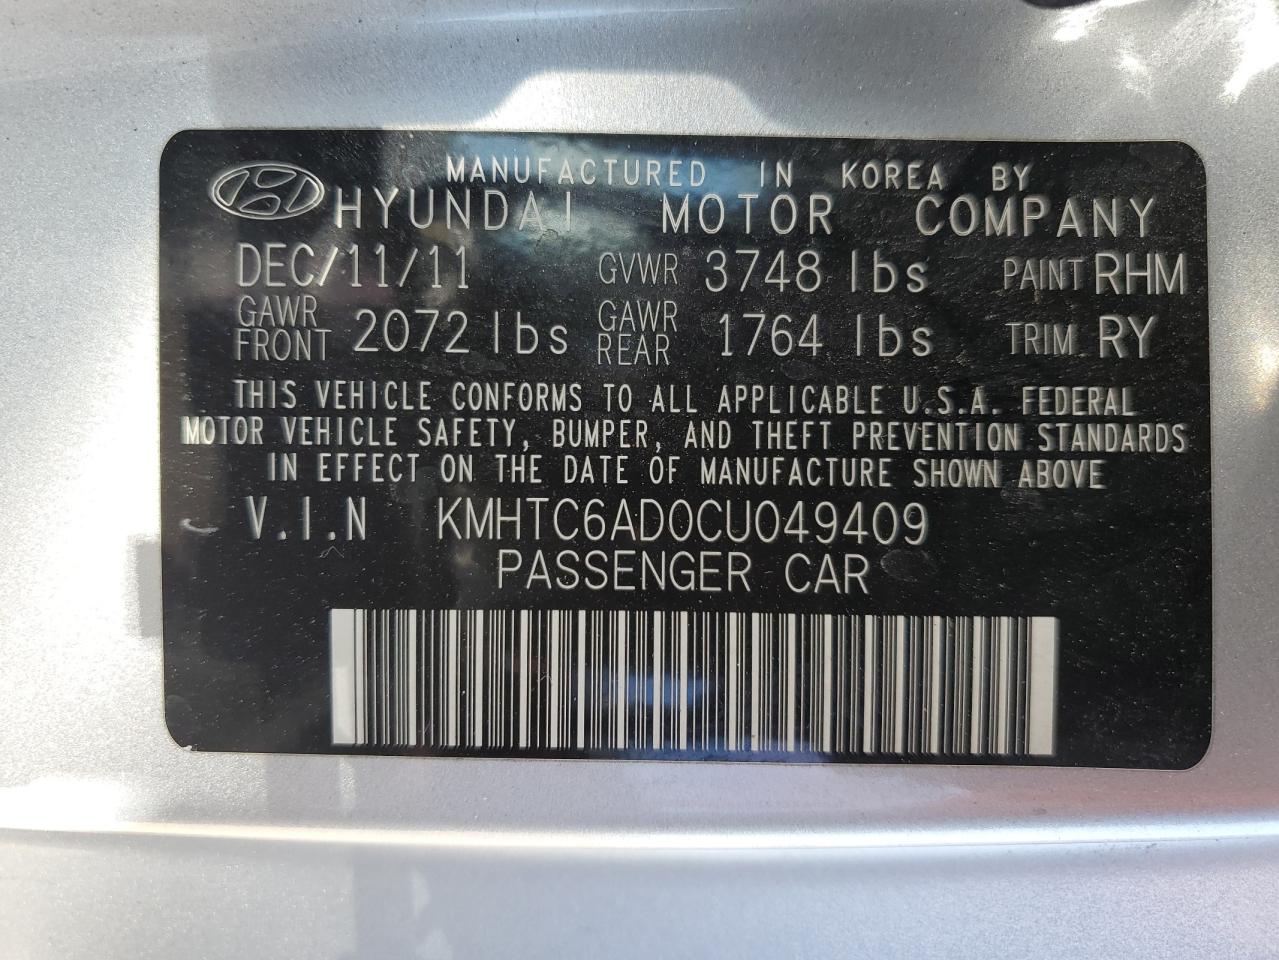 MANUFACTURED IN KOREA BY
HYUNDAI MOTOR COMPANY
DEC/11/11 GVWR 3748 lbs PAINT RHM
GAWR FRONT 2072 lbs GAWR REAR 1764 lbs TRIM RY
THIS VEHICLE CONFORMS TO ALL APPLICABLE U.S.A. FEDERAL
MOTOR VEHICLE SAFETY, BUMPER, AND THEFT PREVENTION STANDARDS
IN EFFECT ON THE DATE OF MANUFACTURE SHOWN ABOVE
V.I.N KMHTC6AD0CU049409
PASSENGER CAR